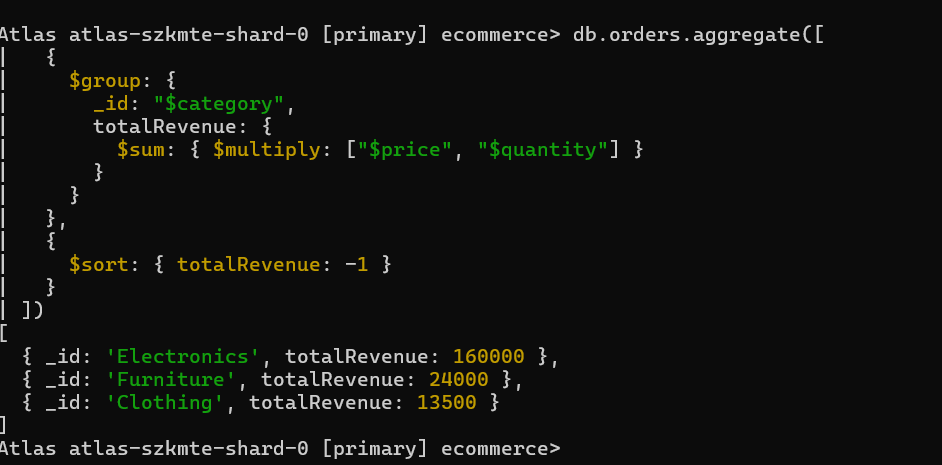 Atlas atlas-szkmte-shard-0 [primary] ecommerce> db.orders.aggregate([
|   {
|     $group: {
|       _id: "$category",
|       totalRevenue: {
|         $sum: { $multiply: ["$price", "$quantity"] }
|       }
|     }
|   },
|   {
|     $sort: { totalRevenue: -1 }
|   }
| ])
[
  { _id: 'Electronics', totalRevenue: 160000 },
  { _id: 'Furniture', totalRevenue: 24000 },
  { _id: 'Clothing', totalRevenue: 13500 }
]
Atlas atlas-szkmte-shard-0 [primary] ecommerce>